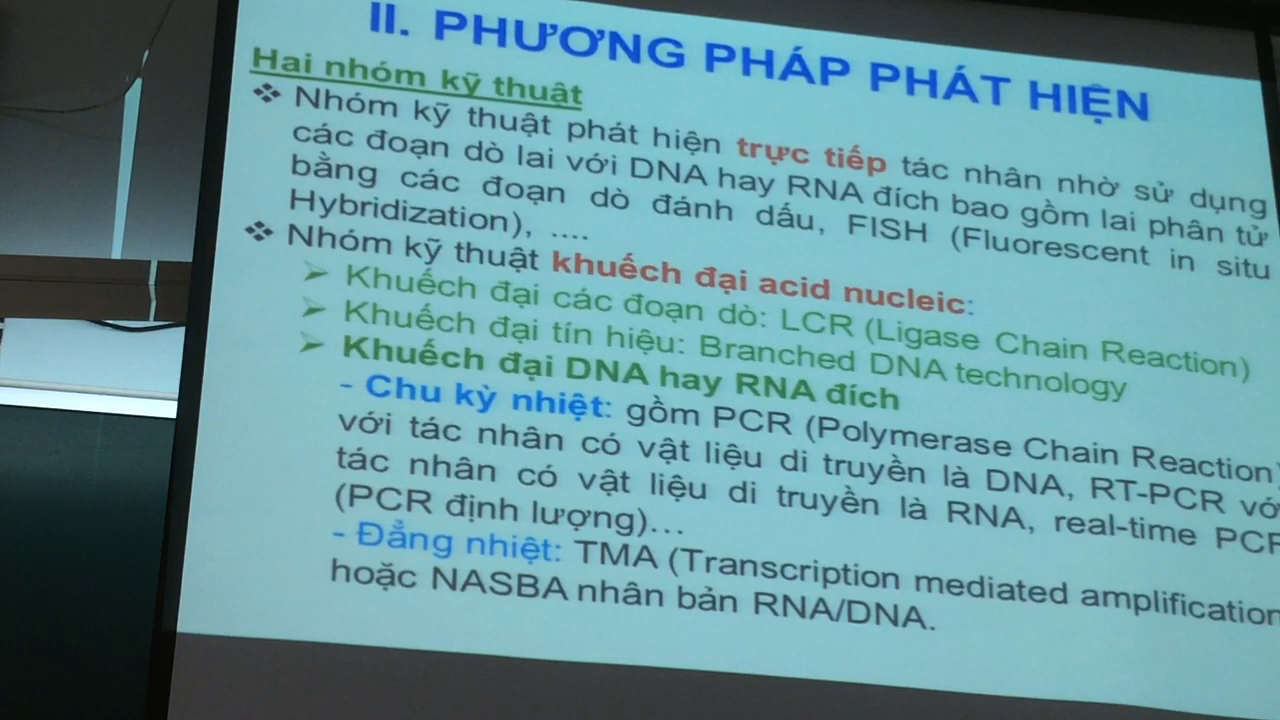 II. PHƯƠNG PHÁP PHÁT HIỆN
Hai nhóm kỹ thuật
❖ Nhóm kỹ thuật phát hiện trực tiếp tác nhân nhờ sử dụng
các đoạn dò lai với DNA hay RNA đích bao gồm lai phân tử
bằng các đoạn dò đánh dấu, FISH (Fluorescent in situ
Hybridization), ....
❖ Nhóm kỹ thuật khuếch đại acid nucleic:
➢ Khuếch đại các đoạn dò: LCR (Ligase Chain Reaction)
➢ Khuếch đại tín hiệu: Branched DNA technology
➢ Khuếch đại DNA hay RNA đích
- Chu kỳ nhiệt: gồm PCR (Polymerase Chain Reaction)
với tác nhân có vật liệu di truyền là DNA, RT-PCR vớ
tác nhân có vật liệu di truyền là RNA, real-time PCR
(PCR định lượng)...
- Đẳng nhiệt: TMA (Transcription mediated amplification
hoặc NASBA nhân bản RNA/DNA.